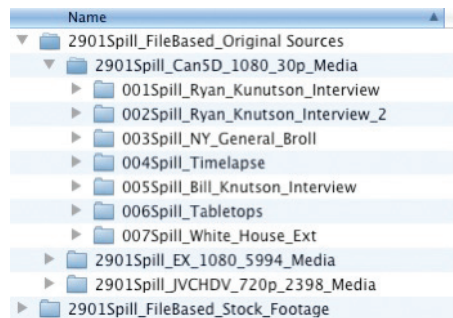 Name
2901Spill_FileBased_Original Sources
2901Spill_Can5D_1080_30p_Media
001Spill_Ryan_Kunutson_Interview
002Spill_Ryan_Knutson_Interview_2
003Spill_NY_General_Broll
004Spill_Timelapse
005Spill_Bill_Knutson_Interview
006Spill_Tabletops
007Spill_White_House_Ext
2901Spill_EX_1080_5994_Media
2901Spill_JVCHDV_720p_2398_Media
2901Spill_FileBased_Stock_Footage